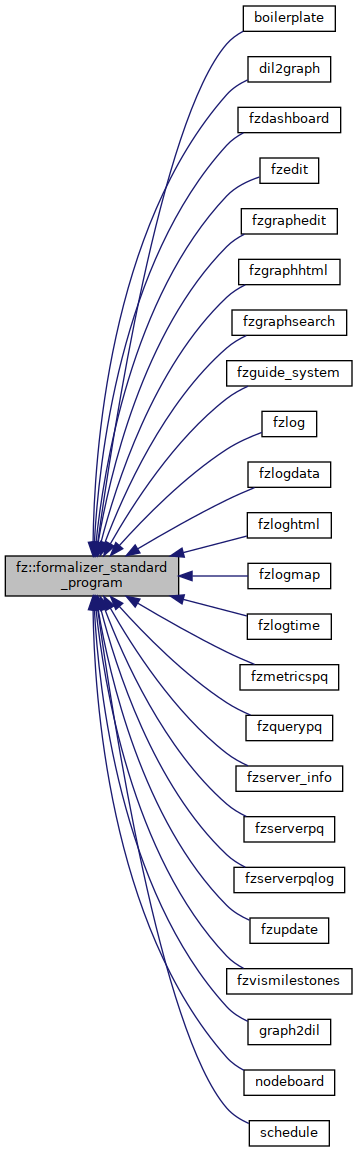 boilerplate
dil2graph
fzdashboard
fzedit
fzgraphedit
fzgraphhtml
fzgraphsearch
fzguide_system
fzlog
fzlogdata
fzloghtml
fz::formalizer_standard
_program
fzlogmap
fzlogtime
fzmetricspq
fzquerypq
fzserver_info
fzserverpq
fzserverpqlog
fzupdate
fzvismilestones
graph2dil
nodeboard
schedule